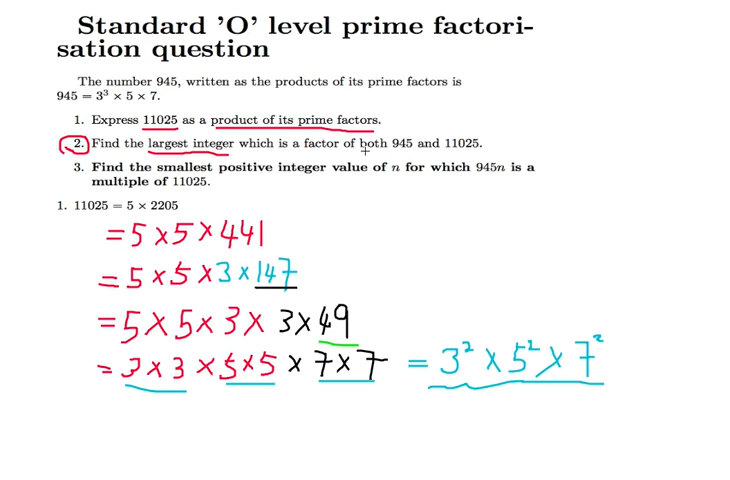 Standard 'O' level prime factori-
sation question
The number 945, written as the products of its prime factors is
945 = 3³ × 5 × 7.
1. Express 11025 as a product of its prime factors.
2. Find the largest integer which is a factor of both 945 and 11025.
3. Find the smallest positive integer value of n for which 945n is a
multiple of 11025.
1. 11025 = 5 × 2205
= 5 × 5 × 441
= 5 × 5 × 3 × 147
= 5 × 5 × 3 × 3 × 49
= 3 × 3 × 5 × 5 × 7 × 7 = 3² × 5² × 7²